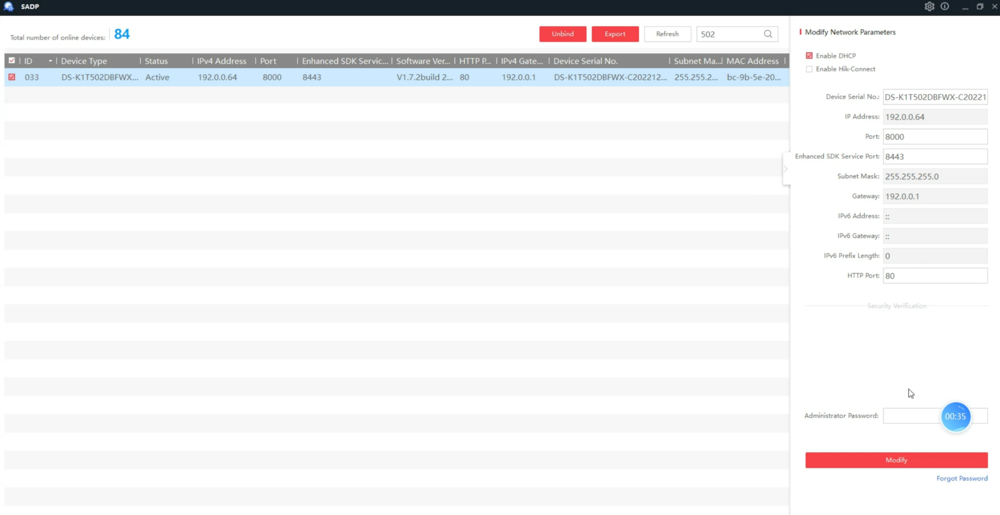 SADP
Total number of online devices: 84
Unbind
Export
Refresh
502
ID
Device Type
Status
IPv4 Address
Port
Enhanced SDK Servic...
Software Ver...
HTTP P...
IPv4 Gate...
Device Serial No.
Subnet Ma...
MAC Address
033
DS-K1T502DBFWX...
Active
192.0.0.64
8000
8443
V1.7.2build 2...
80
192.0.0.1
DS-K1T502DBFWX-C202212...
255.255.2...
bc-9b-5e-20...
Modify Network Parameters
Enable DHCP
Enable Hik-Connect
Device Serial No.: DS-K1T502DBFWX-C20221
IP Address: 192.0.0.64
Port: 8000
Enhanced SDK Service Port: 8443
Subnet Mask: 255.255.255.0
Gateway: 192.0.0.1
IPv6 Address: ::
IPv6 Gateway: ::
IPv6 Prefix Length: 0
HTTP Port: 80
Security Verification
Administrator Password:
00:35
Modify
Forgot Password